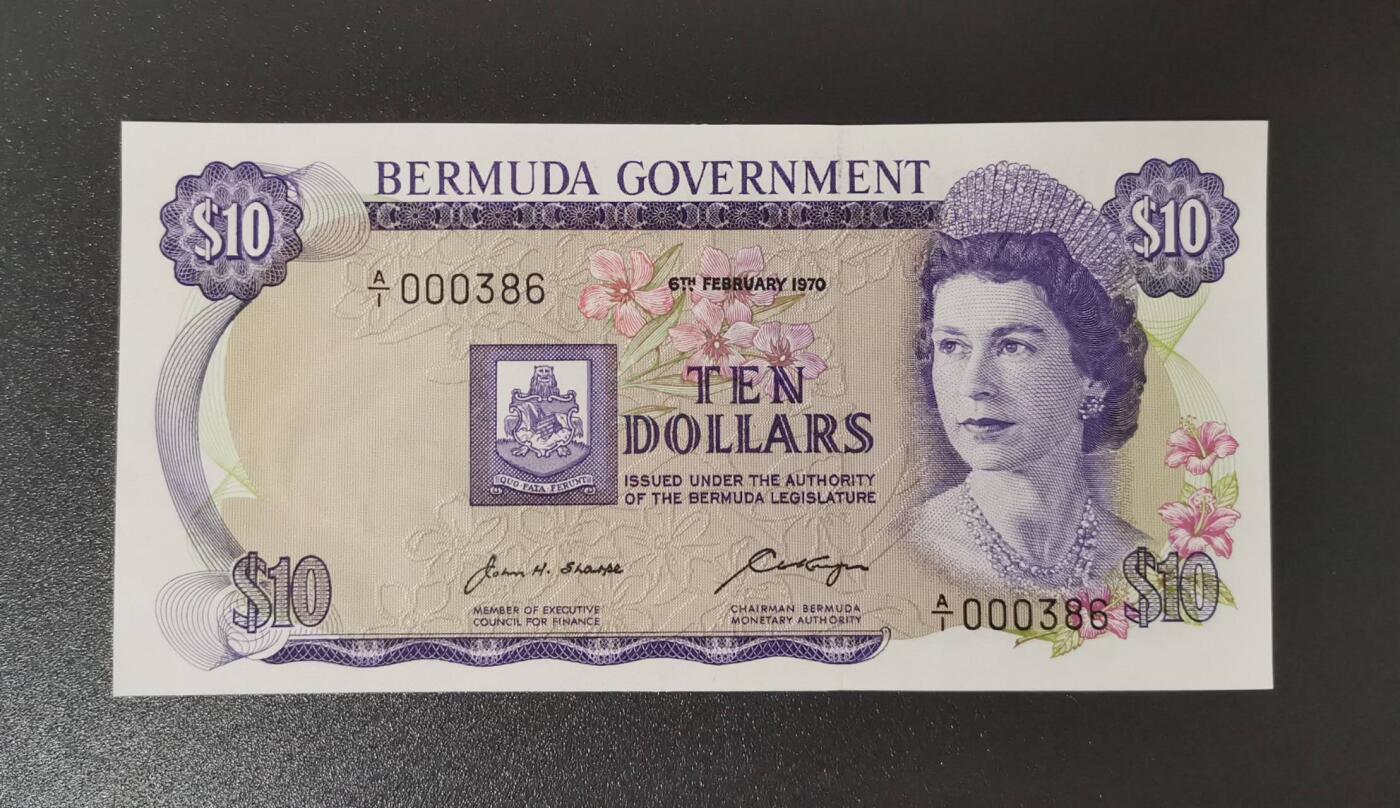 BERMUDA GOVERNMENT
$10
$10
A/1 000386
6TH FEBRUARY 1970
TEN
DOLLARS
QUO FATA FERUNT
ISSUED UNDER THE AUTHORITY
OF THE BERMUDA LEGISLATURE
John H. Sharpe
MEMBER OF EXECUTIVE
COUNCIL FOR FINANCE
CHAIRMAN BERMUDA
MONETARY AUTHORITY
$10
A/1 000386
$10